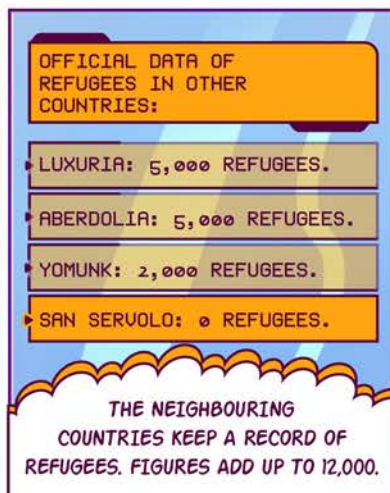 OFFICIAL DATA OF
REFUGEES IN OTHER
COUNTRIES:
LUXURIA: 5,000 REFUGEES.
ABERDOLIA: 5,000 REFUGEES.
YOMUNK: 2,000 REFUGEES.
SAN SERVOLO: 0 REFUGEES.
THE NEIGHBOURING
COUNTRIES KEEP A RECORD OF
REFUGEES. FIGURES ADD UP TO 12,000.